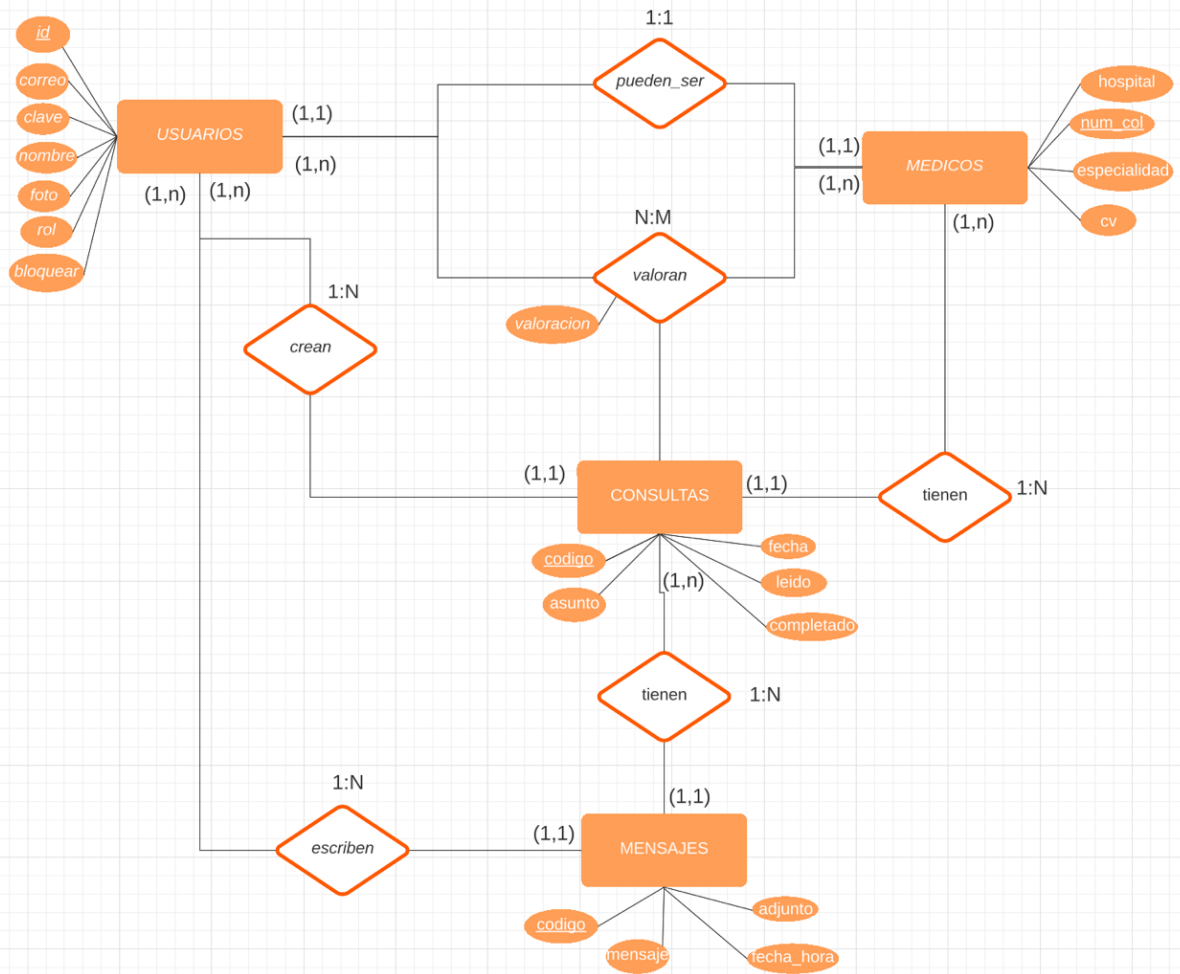 1:1
id
pueden_ser
correo
hospital
clave
num_col
USUARIOS
(1,1)
(1,1)
MEDICOS
nombre
(1,n)
especialidad
(1,n)
foto
(1,n)
(1,n)
rol
N:M
(1,n)
cv
bloquear
valoran
1:N
valoracion
crean
(1,1)
CONSULTAS
(1,1)
tienen
1:N
codigo
fecha
(1,n)
leido
asunto
completado
tienen
1:N
1:N
(1,1)
escriben
(1,1)
MENSAJES
codigo
adjunto
mensaje
fecha_hora